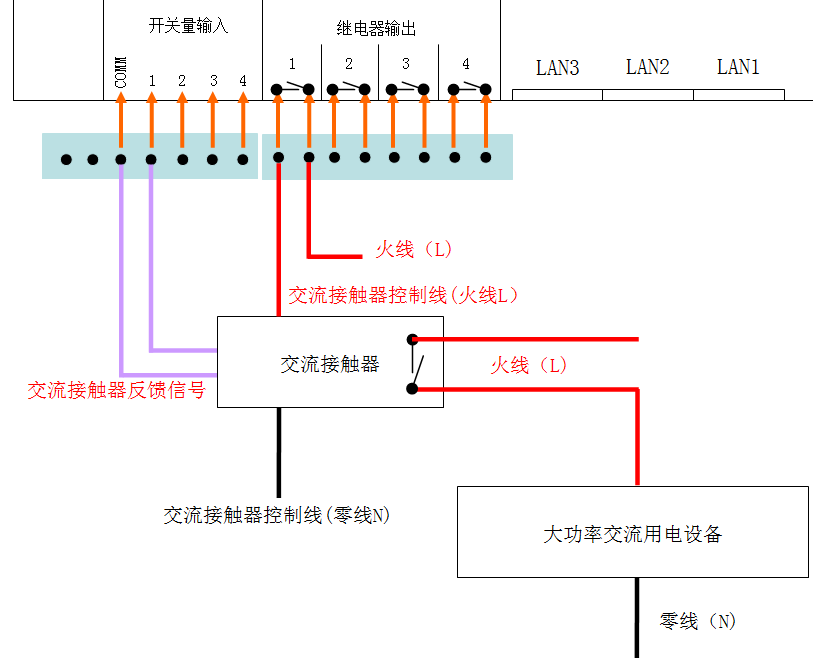 开关量输入
继电器输出
COMM 1 2 3 4
1 2 3 4
LAN3 LAN2 LAN1
火线（L）
交流接触器控制线(火线L）
交流接触器
火线（L）
交流接触器反馈信号
交流接触器控制线(零线N)
大功率交流用电设备
零线（N）